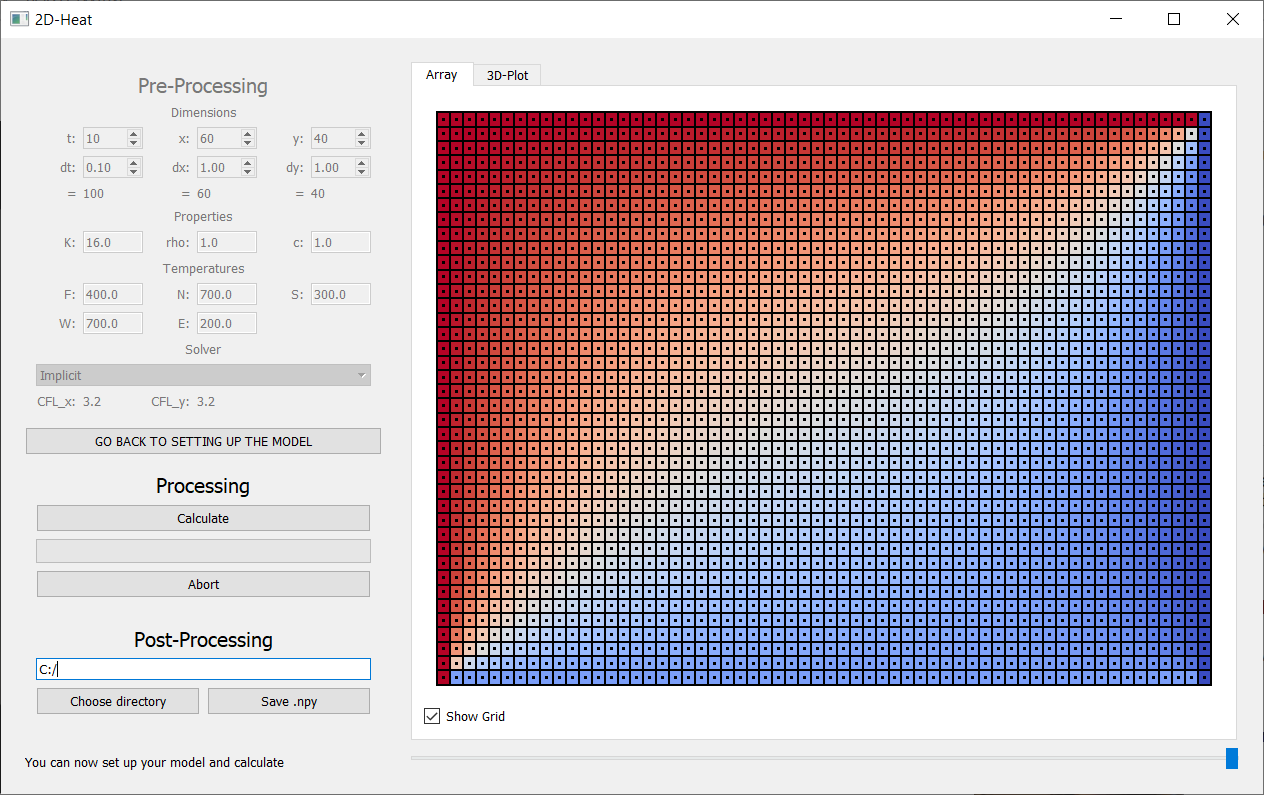 2D-Heat
Pre-Processing
Dimensions
t: 10 x: 60 y: 40
dt: 0.10 dx: 1.00 dy: 1.00
= 100 = 60 = 40
Properties
K: 16.0 rho: 1.0 c: 1.0
Temperatures
F: 400.0 N: 700.0 S: 300.0
W: 700.0 E: 200.0
Solver
Implicit
CFL_x: 3.2 CFL_y: 3.2
GO BACK TO SETTING UP THE MODEL
Processing
Calculate
Abort
Post-Processing
C:/
Choose directory Save .npy
You can now set up your model and calculate
Array 3D-Plot
Show Grid